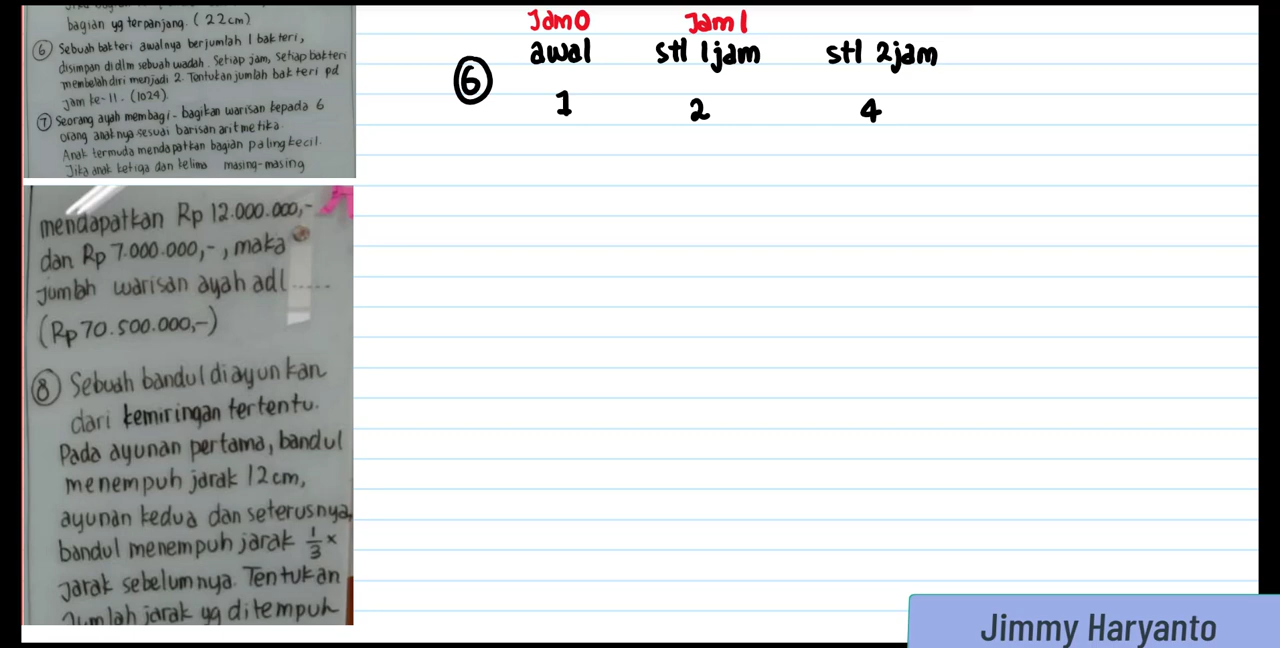 bagian yg terpanjang. (22cm)
⑥ Sebuah bakteri awalnya berjumlah 1 bakteri,
disimpan didlm sebuah wadah. Setiap jam, setiap bakteri
membelah diri menjadi 2. Tentukan jumlah bakteri pd
jam ke-11. (1024)
⑦ Seorang ayah membagi-bagikan warisan kepada 6
orang anaknya sesuai barisan aritmetika.
Anak termuda mendapatkan bagian paling kecil.
Jika anak ketiga dan kelima masing-masing
mendapatkan Rp 12.000.000,-
dan Rp 7.000.000,-, maka
jumlah warisan ayah adl .....
(Rp 70.500.000,-)
⑧ Sebuah bandul diayunkan
dari kemiringan tertentu.
Pada ayunan pertama, bandul
menempuh jarak 12cm,
ayunan kedua dan seterusnya,
bandul menempuh jarak 1/3 ×
jarak sebelumnya. Tentukan
jumlah jarak yg ditempuh
Jam 0 Jam 1
awal stl 1 jam stl 2 jam
⑥ 1 2 4
Jimmy Haryanto